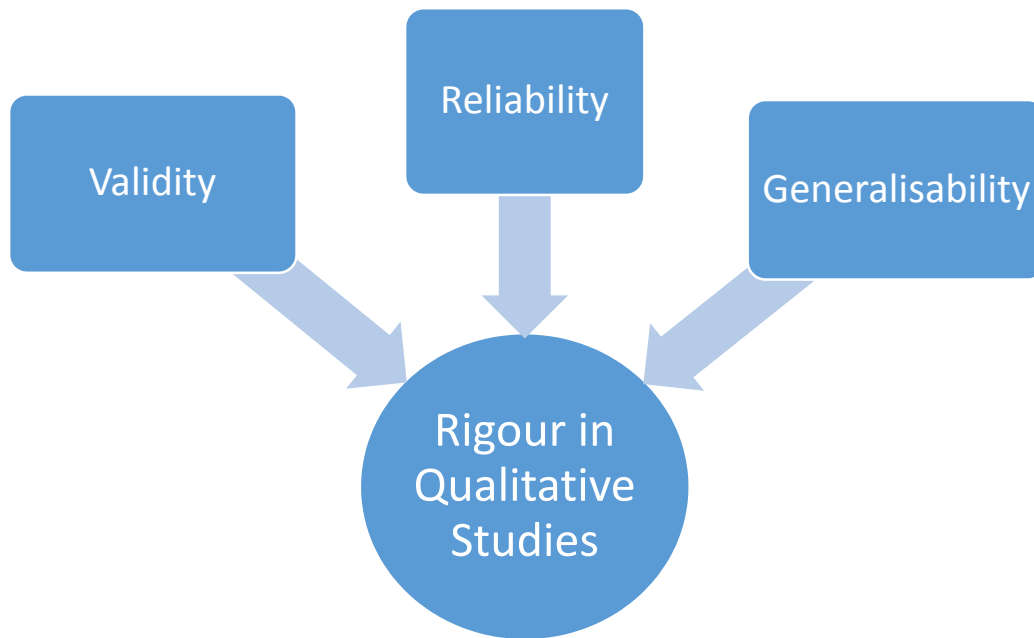 Validity
Reliability
Generalisability
Rigour in
Qualitative
Studies